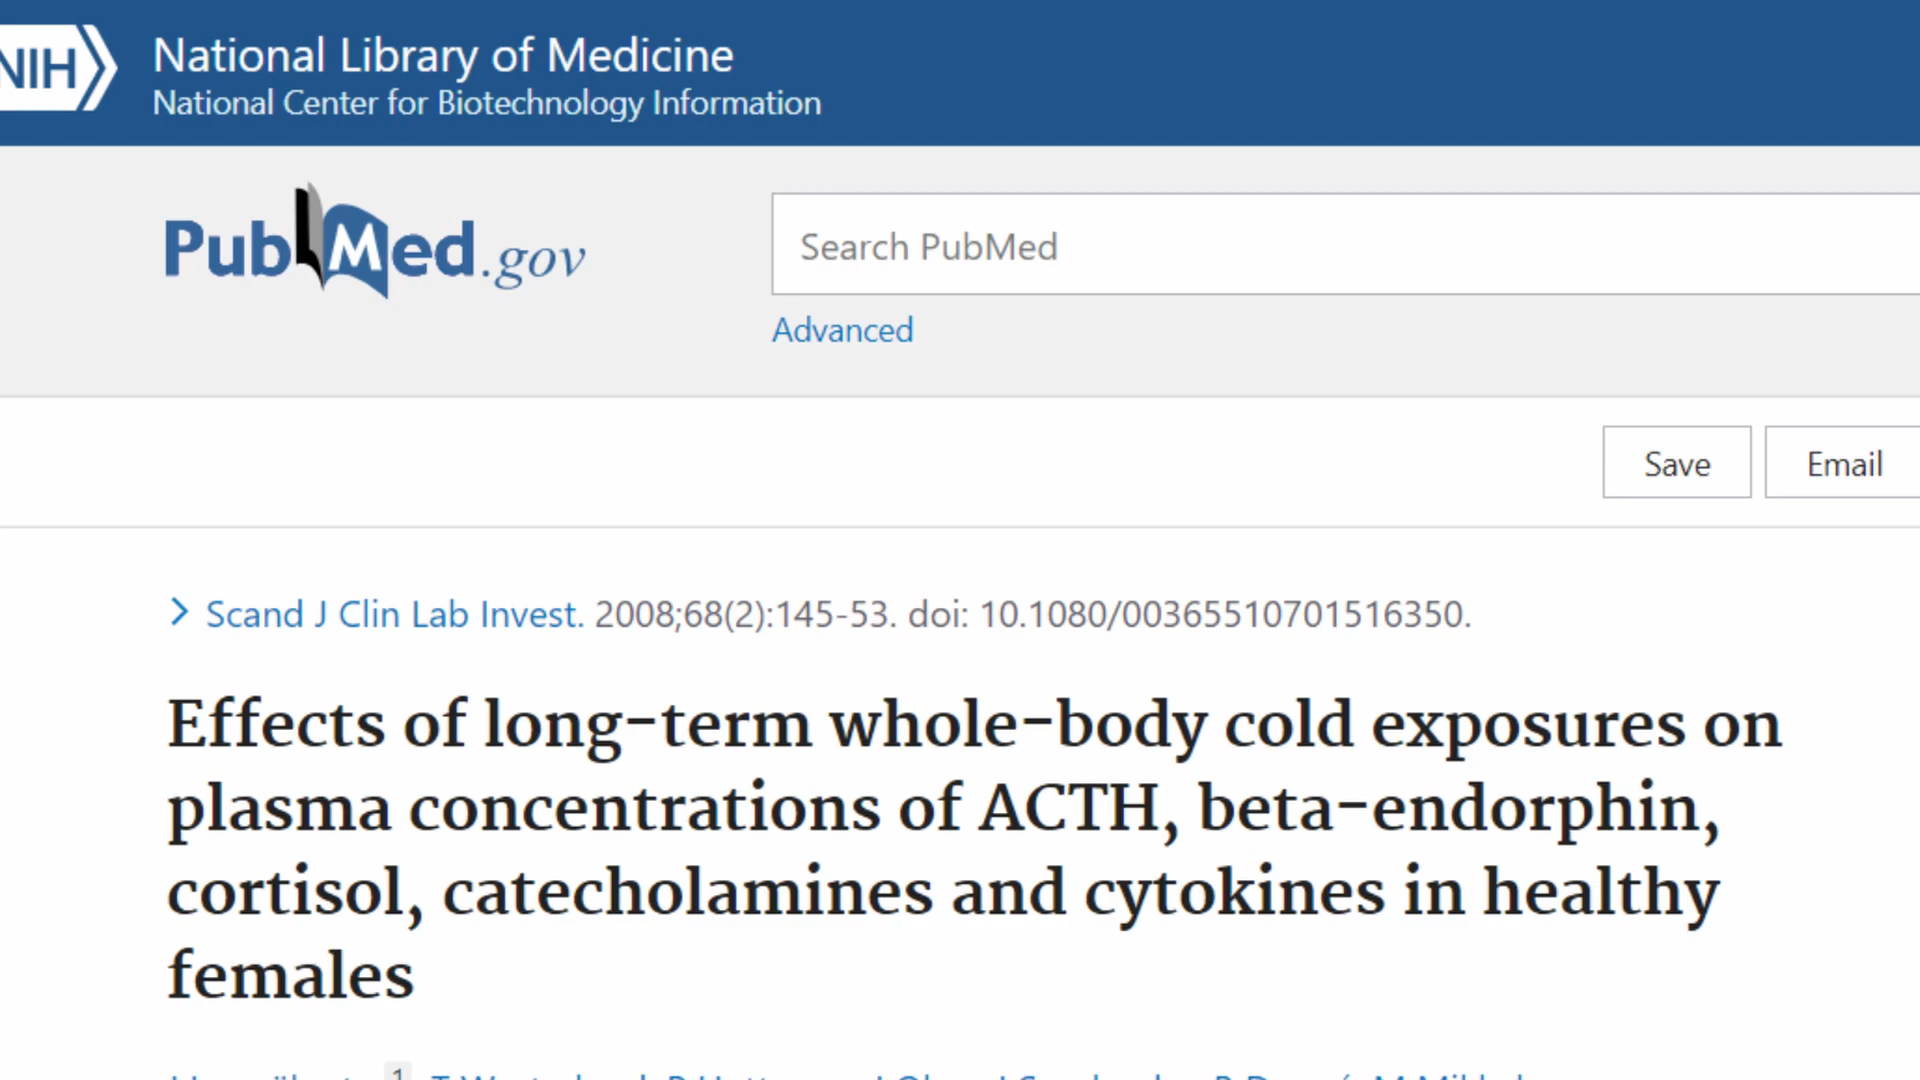 NIH
National Library of Medicine
National Center for Biotechnology Information
PubMed.gov
Search PubMed
Advanced
Save
Email
Scand J Clin Lab Invest. 2008;68(2):145-53. doi: 10.1080/00365510701516350.
Effects of long-term whole-body cold exposures on
plasma concentrations of ACTH, beta-endorphin,
cortisol, catecholamines and cytokines in healthy
females